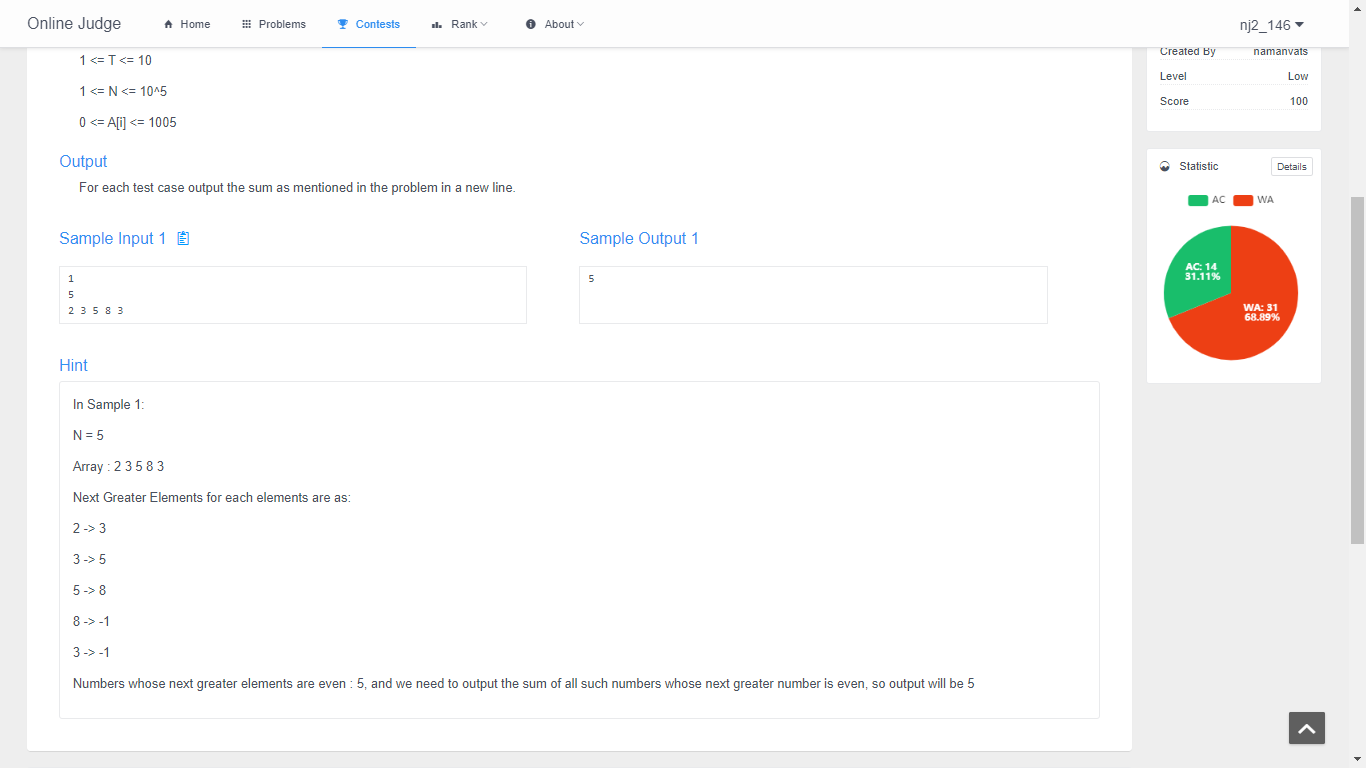 Online Judge Home Problems Contests Rank About nj2_146
1 <= T <= 10
1 <= N <= 10^5
0 <= A[i] <= 1005
Output
For each test case output the sum as mentioned in the problem in a new line.
Sample Input 1
1
5
2 3 5 8 3
Sample Output 1
5
Hint
In Sample 1:
N = 5
Array : 2 3 5 8 3
Next Greater Elements for each elements are as:
2 -> 3
3 -> 5
5 -> 8
8 -> -1
3 -> -1
Numbers whose next greater elements are even : 5, and we need to output the sum of all such numbers whose next greater number is even, so output will be 5
Created By namanvats
Level Low
Score 100
Statistic Details
AC WA
AC: 14
31.11%
WA: 31
68.89%